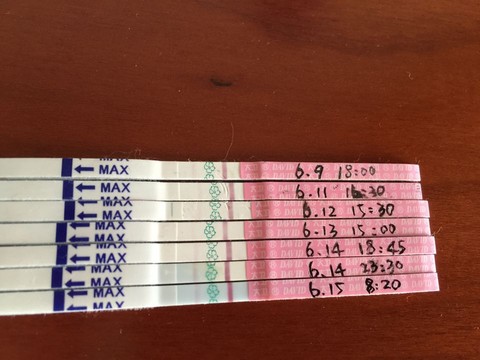 MAX 6.9 18:00
MAX 6.11 16:30
MAX 6.12 15:30
MAX 6.13 15:00
MAX 6.14 18:45
MAX 6.14 23:30
MAX 6.15 8:20